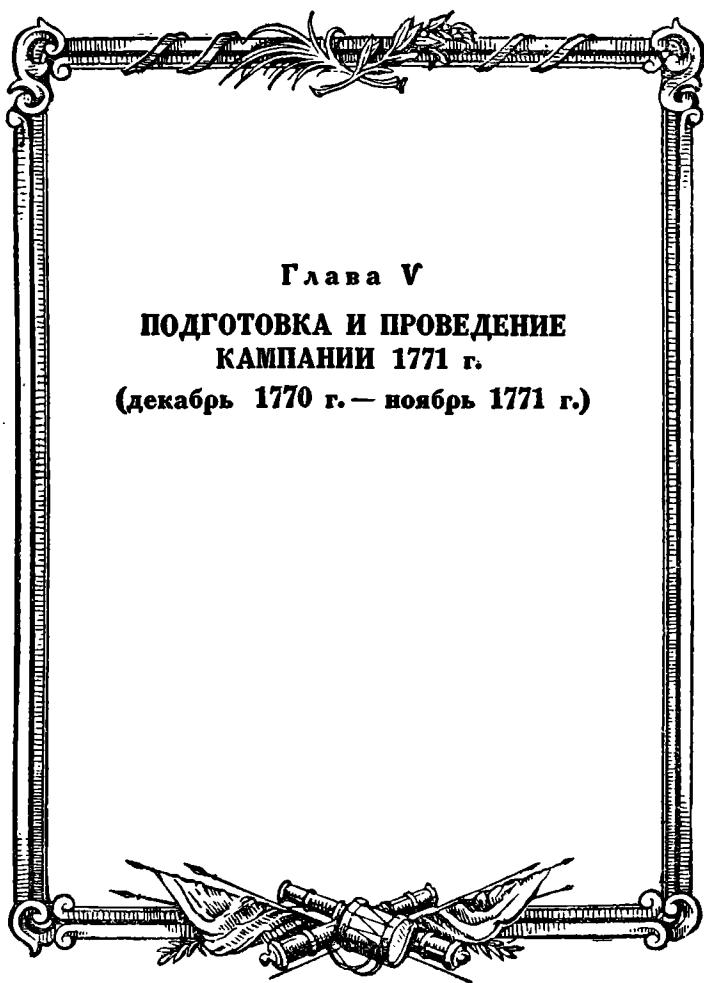 Глава V
ПОДГОТОВКА И ПРОВЕДЕНИЕ
КАМПАНИИ 1771 г.
(декабрь 1770 г. — ноябрь 1771 г.)